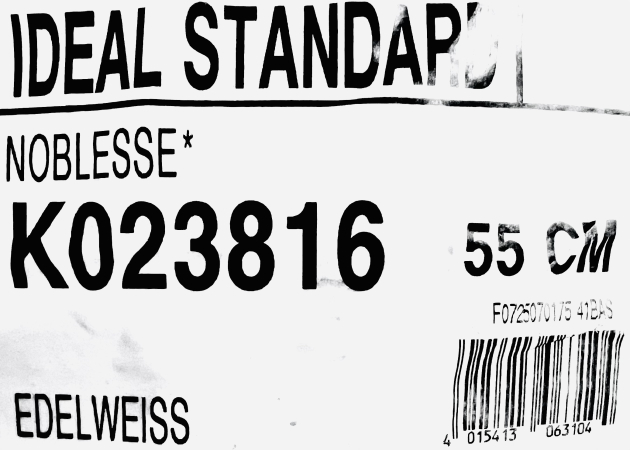 IDEAL STANDARD
NOBLESSE*
K023816
55 CM
F0725070175 41BAS
EDELWEISS
4 015413 063104